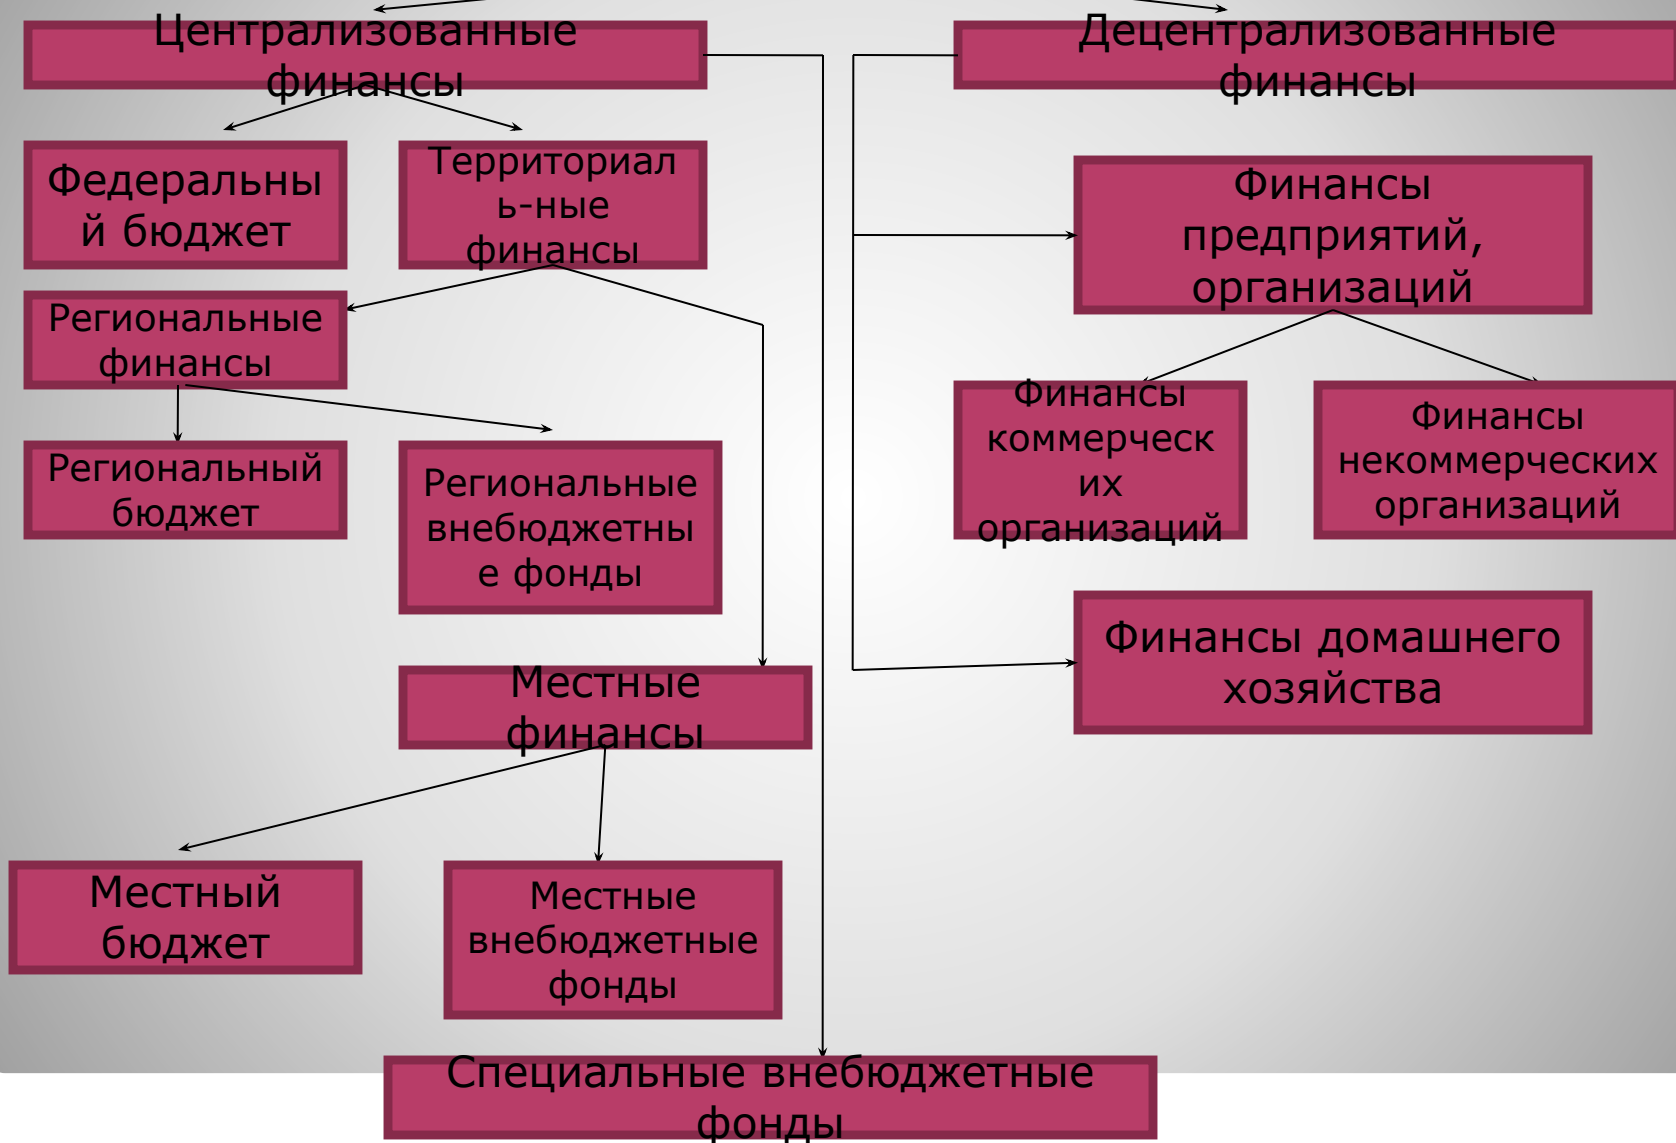 Централизованные
финансы
Децентрализованные
финансы
Федеральны
й бюджет
Территориал
ь-ные
финансы
Финансы
предприятий,
организаций
Региональные
финансы
Финансы
коммерческ
их
организаций
Финансы
некоммерческих
организаций
Региональный
бюджет
Региональные
внебюджетны
е фонды
Финансы домашнего
хозяйства
Местные
финансы
Местный
бюджет
Местные
внебюджетные
фонды
Специальные внебюджетные
фонды